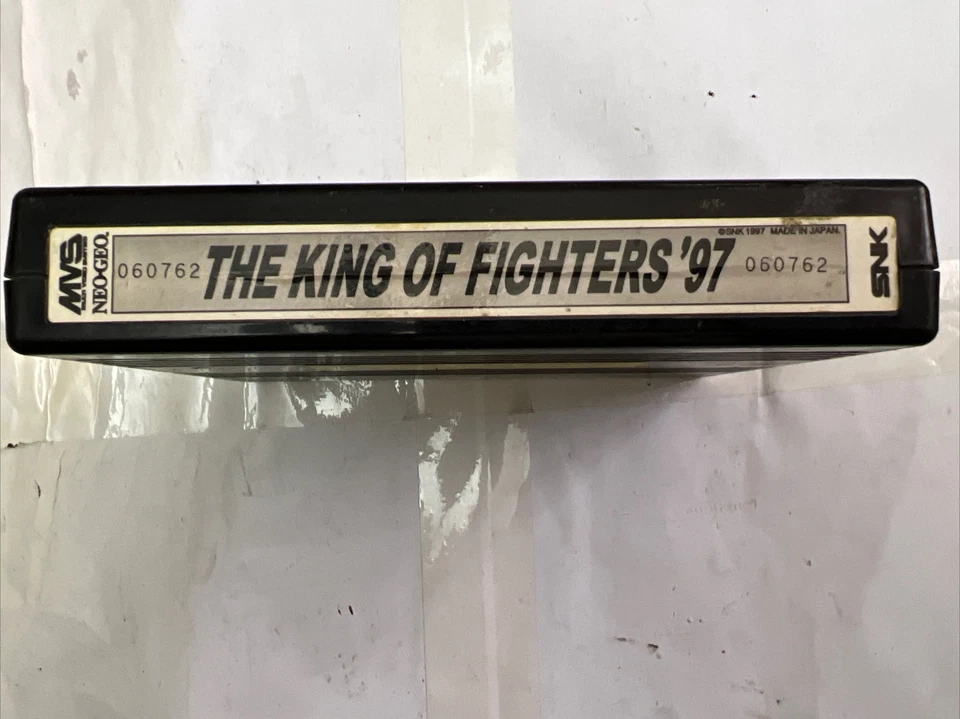 MVS
NEO·GEO
060762
THE KING OF FIGHTERS '97
060762
©SNK 1997 MADE IN JAPAN.
SNK